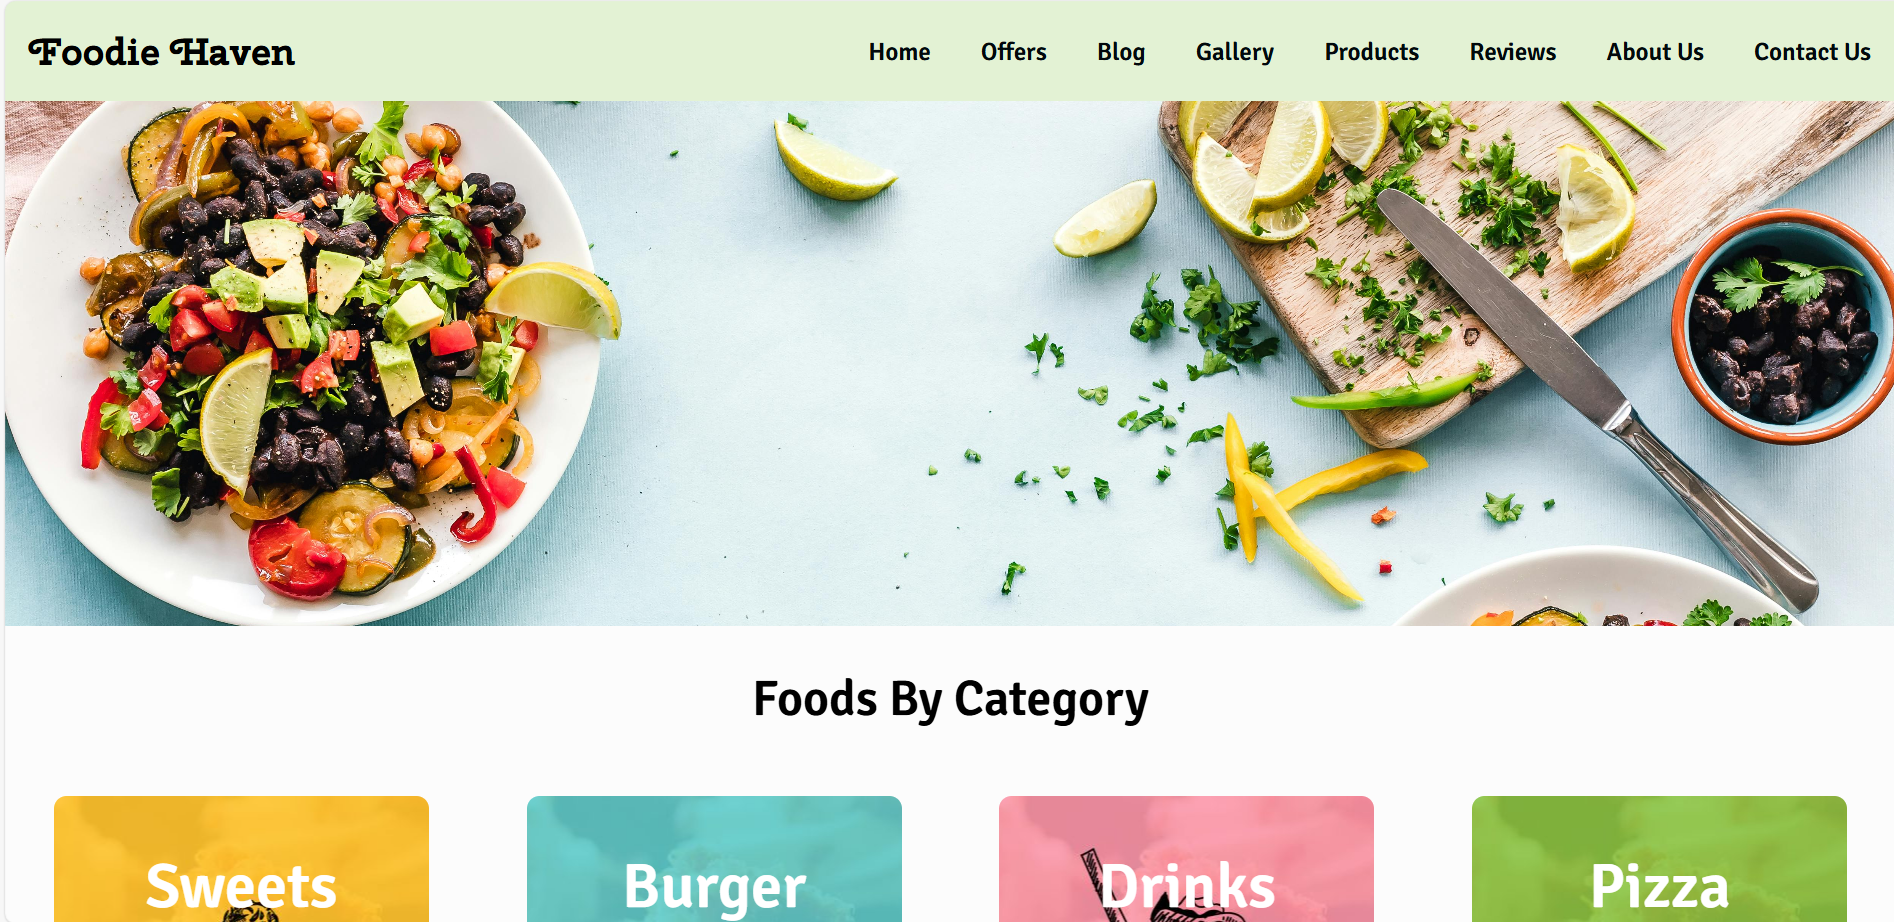 Foodie Haven
Home Offers Blog Gallery Products Reviews About Us Contact Us
Foods By Category
Sweets Burger Drinks Pizza